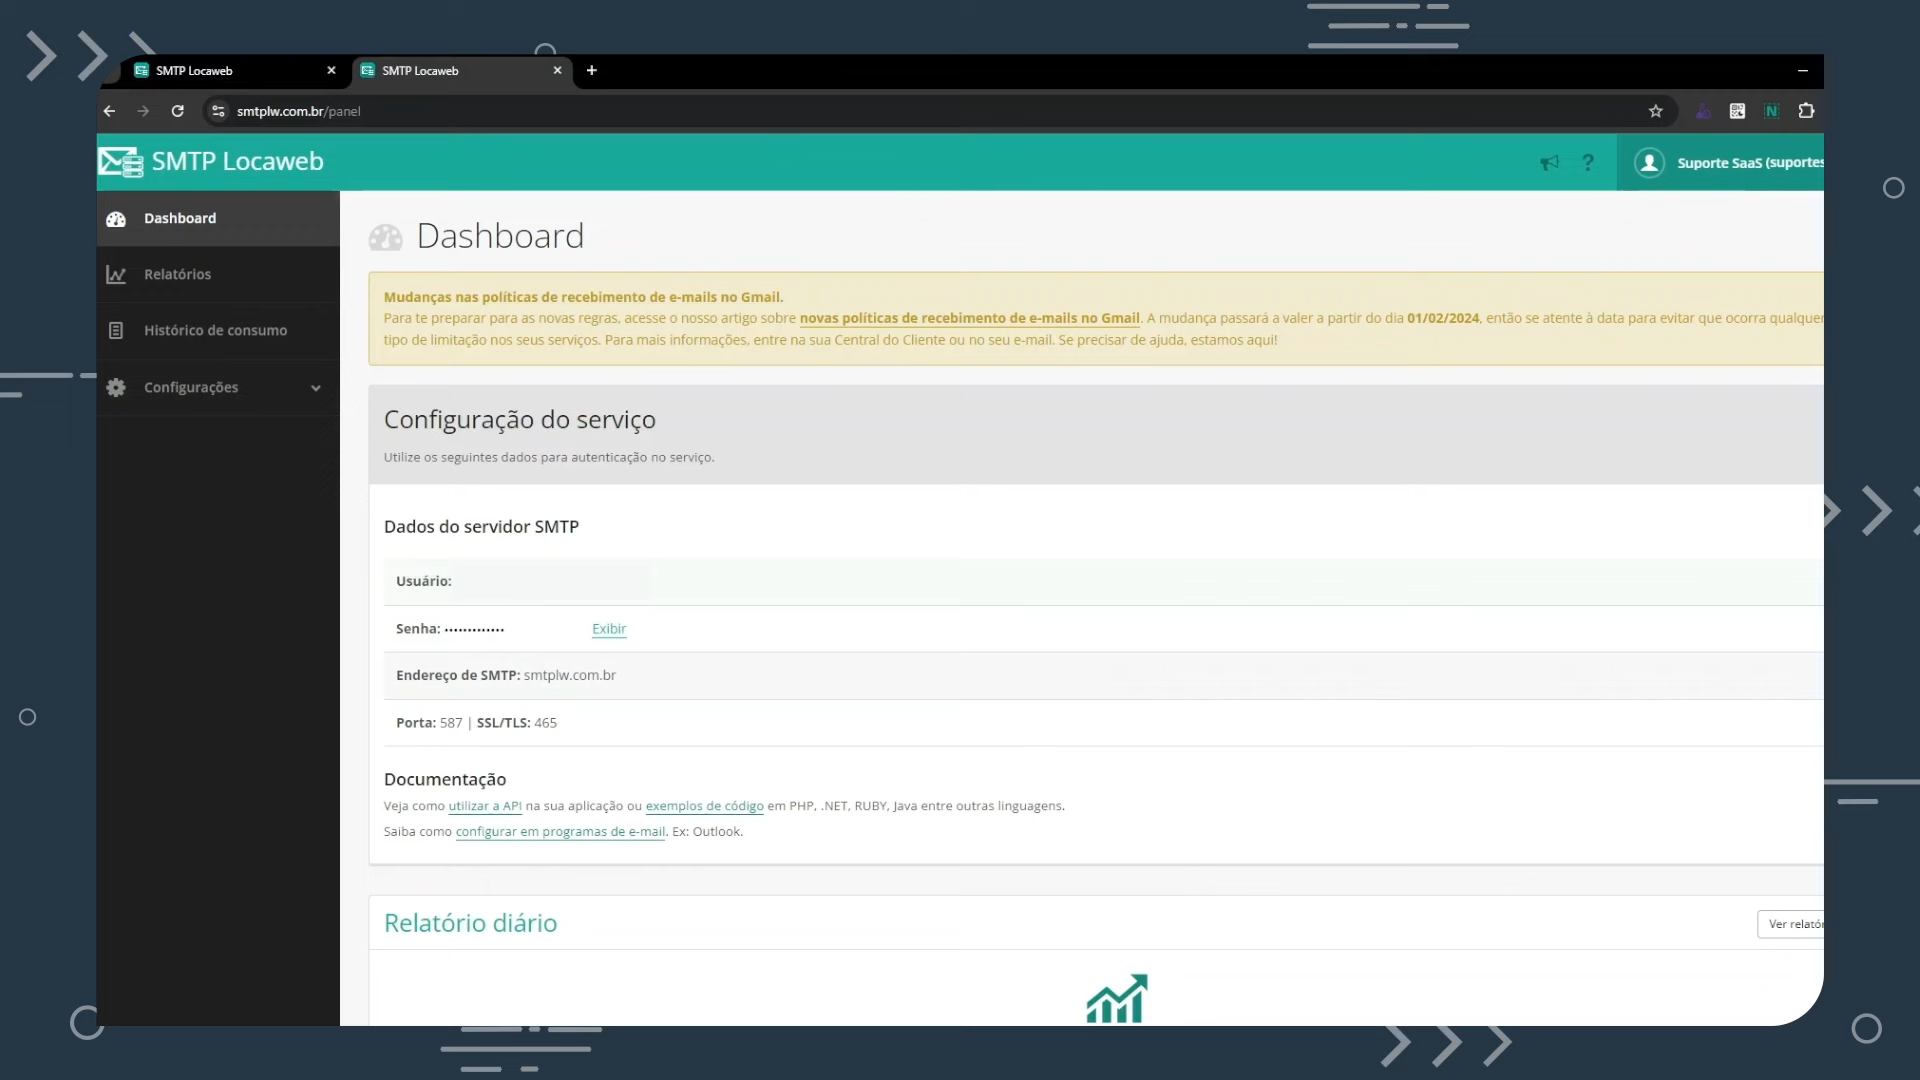 SMTP Locaweb
SMTP Locaweb
smtplw.com.br/panel
N
SMTP Locaweb
?
Suporte SaaS (suportes
Dashboard
Relatórios
Histórico de consumo
Configurações
Dashboard
Mudanças nas políticas de recebimento de e-mails no Gmail.
Para te preparar para as novas regras, acesse o nosso artigo sobre novas políticas de recebimento de e-mails no Gmail. A mudança passará a valer a partir do dia 01/02/2024, então se atente à data para evitar que ocorra qualquer
tipo de limitação nos seus serviços. Para mais informações, entre na sua Central do Cliente ou no seu e-mail. Se precisar de ajuda, estamos aqui!
Configuração do serviço
Utilize os seguintes dados para autenticação no serviço.
Dados do servidor SMTP
Usuário:
Senha: ••••••••••••• Exibir
Endereço de SMTP: smtplw.com.br
Porta: 587 | SSL/TLS: 465
Documentação
Veja como utilizar a API na sua aplicação ou exemplos de código em PHP, .NET, RUBY, Java entre outras linguagens.
Saiba como configurar em programas de e-mail. Ex: Outlook.
Relatório diário
Ver relatór